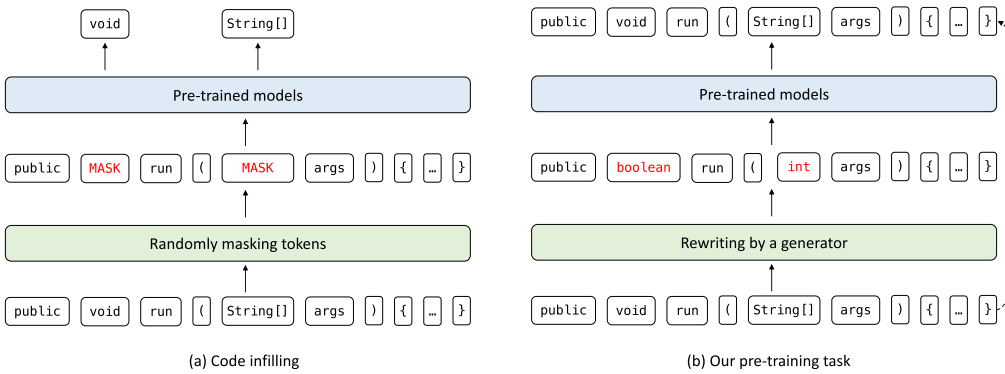 void String[]
Pre-trained models
public MASK run ( MASK args ) { … }
Randomly masking tokens
public void run ( String[] args ) { … }
(a) Code infilling
public void run ( String[] args ) { … }
Pre-trained models
public boolean run ( int args ) { … }
Rewriting by a generator
public void run ( String[] args ) { … }
(b) Our pre-training task